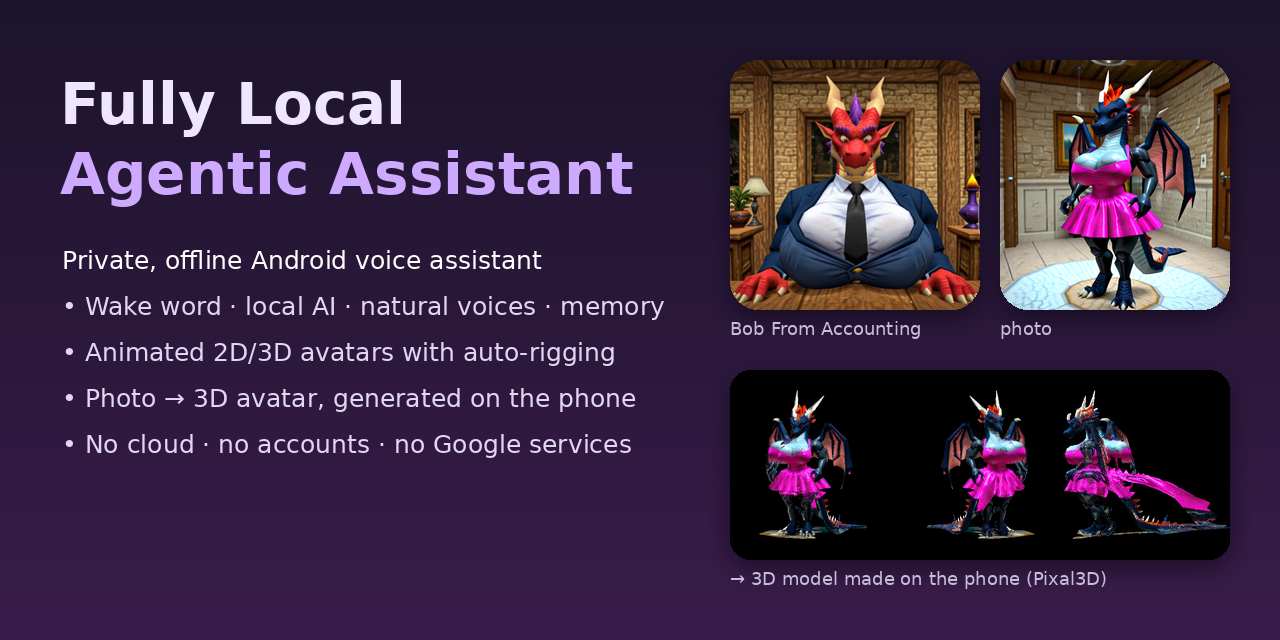 Fully Local
Agentic Assistant
Private, offline Android voice assistant
• Wake word · local AI · natural voices · memory
• Animated 2D/3D avatars with auto-rigging
• Photo → 3D avatar, generated on the phone
• No cloud · no accounts · no Google services
Bob From Accounting
photo
→ 3D model made on the phone (Pixal3D)